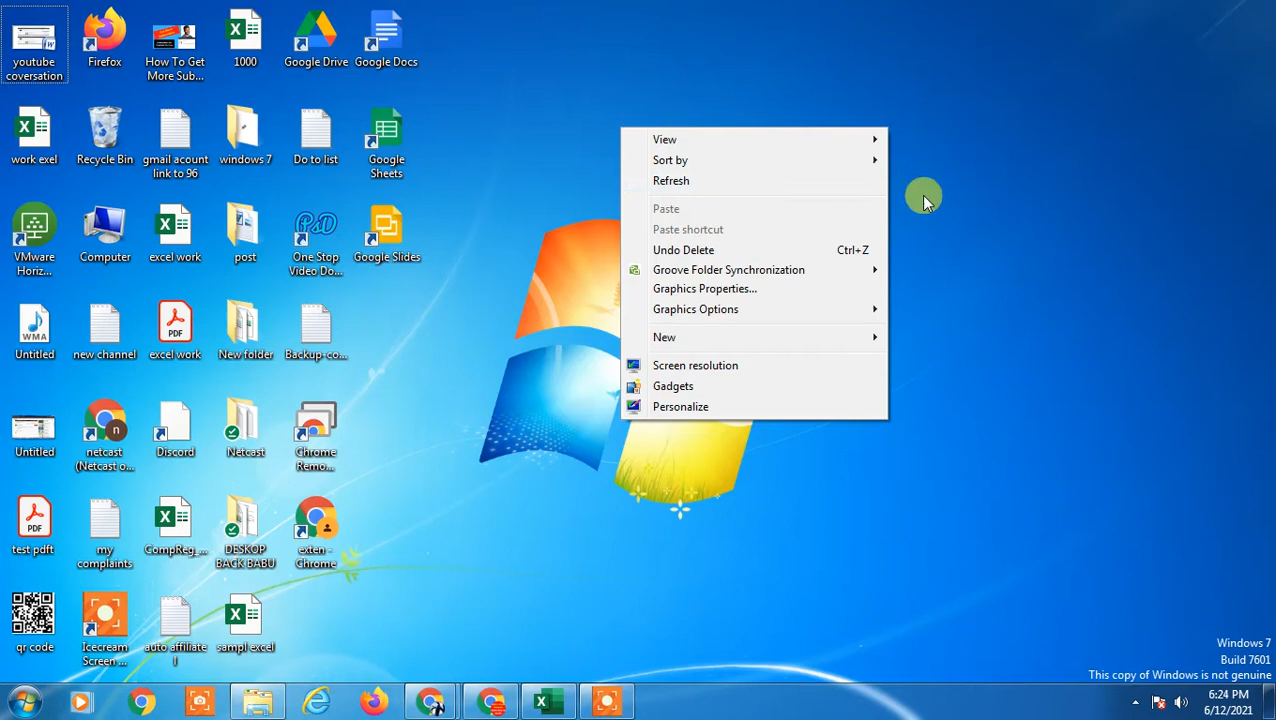 youtube
coversation
Firefox
How To Get
More Sub...
1000
Google Drive
Google Docs
work exel
Recycle Bin
gmail acount
link to 96
windows 7
Do to list
Google
Sheets
VMware
Horiz...
Computer
excel work
post
One Stop
Video Do...
Google Slides
Untitled
new channel
excel work
New folder
Backup-co...
Untitled
netcast
(Netcast o...
Discord
Netcast
Chrome
Remo...
test pdft
my
complaints
CompReg_...
DESKOP
BACK BABU
exten -
Chrome
qr code
Icecream
Screen ...
auto affiliate
l
sampl excel
WMA
PDF
PDF
PSD
n
View
Sort by
Refresh
Paste
Paste shortcut
Undo Delete Ctrl+Z
Groove Folder Synchronization
Graphics Properties...
Graphics Options
New
Screen resolution
Gadgets
Personalize
Windows 7
Build 7601
This copy of Windows is not genuine
6:24 PM
6/12/2021